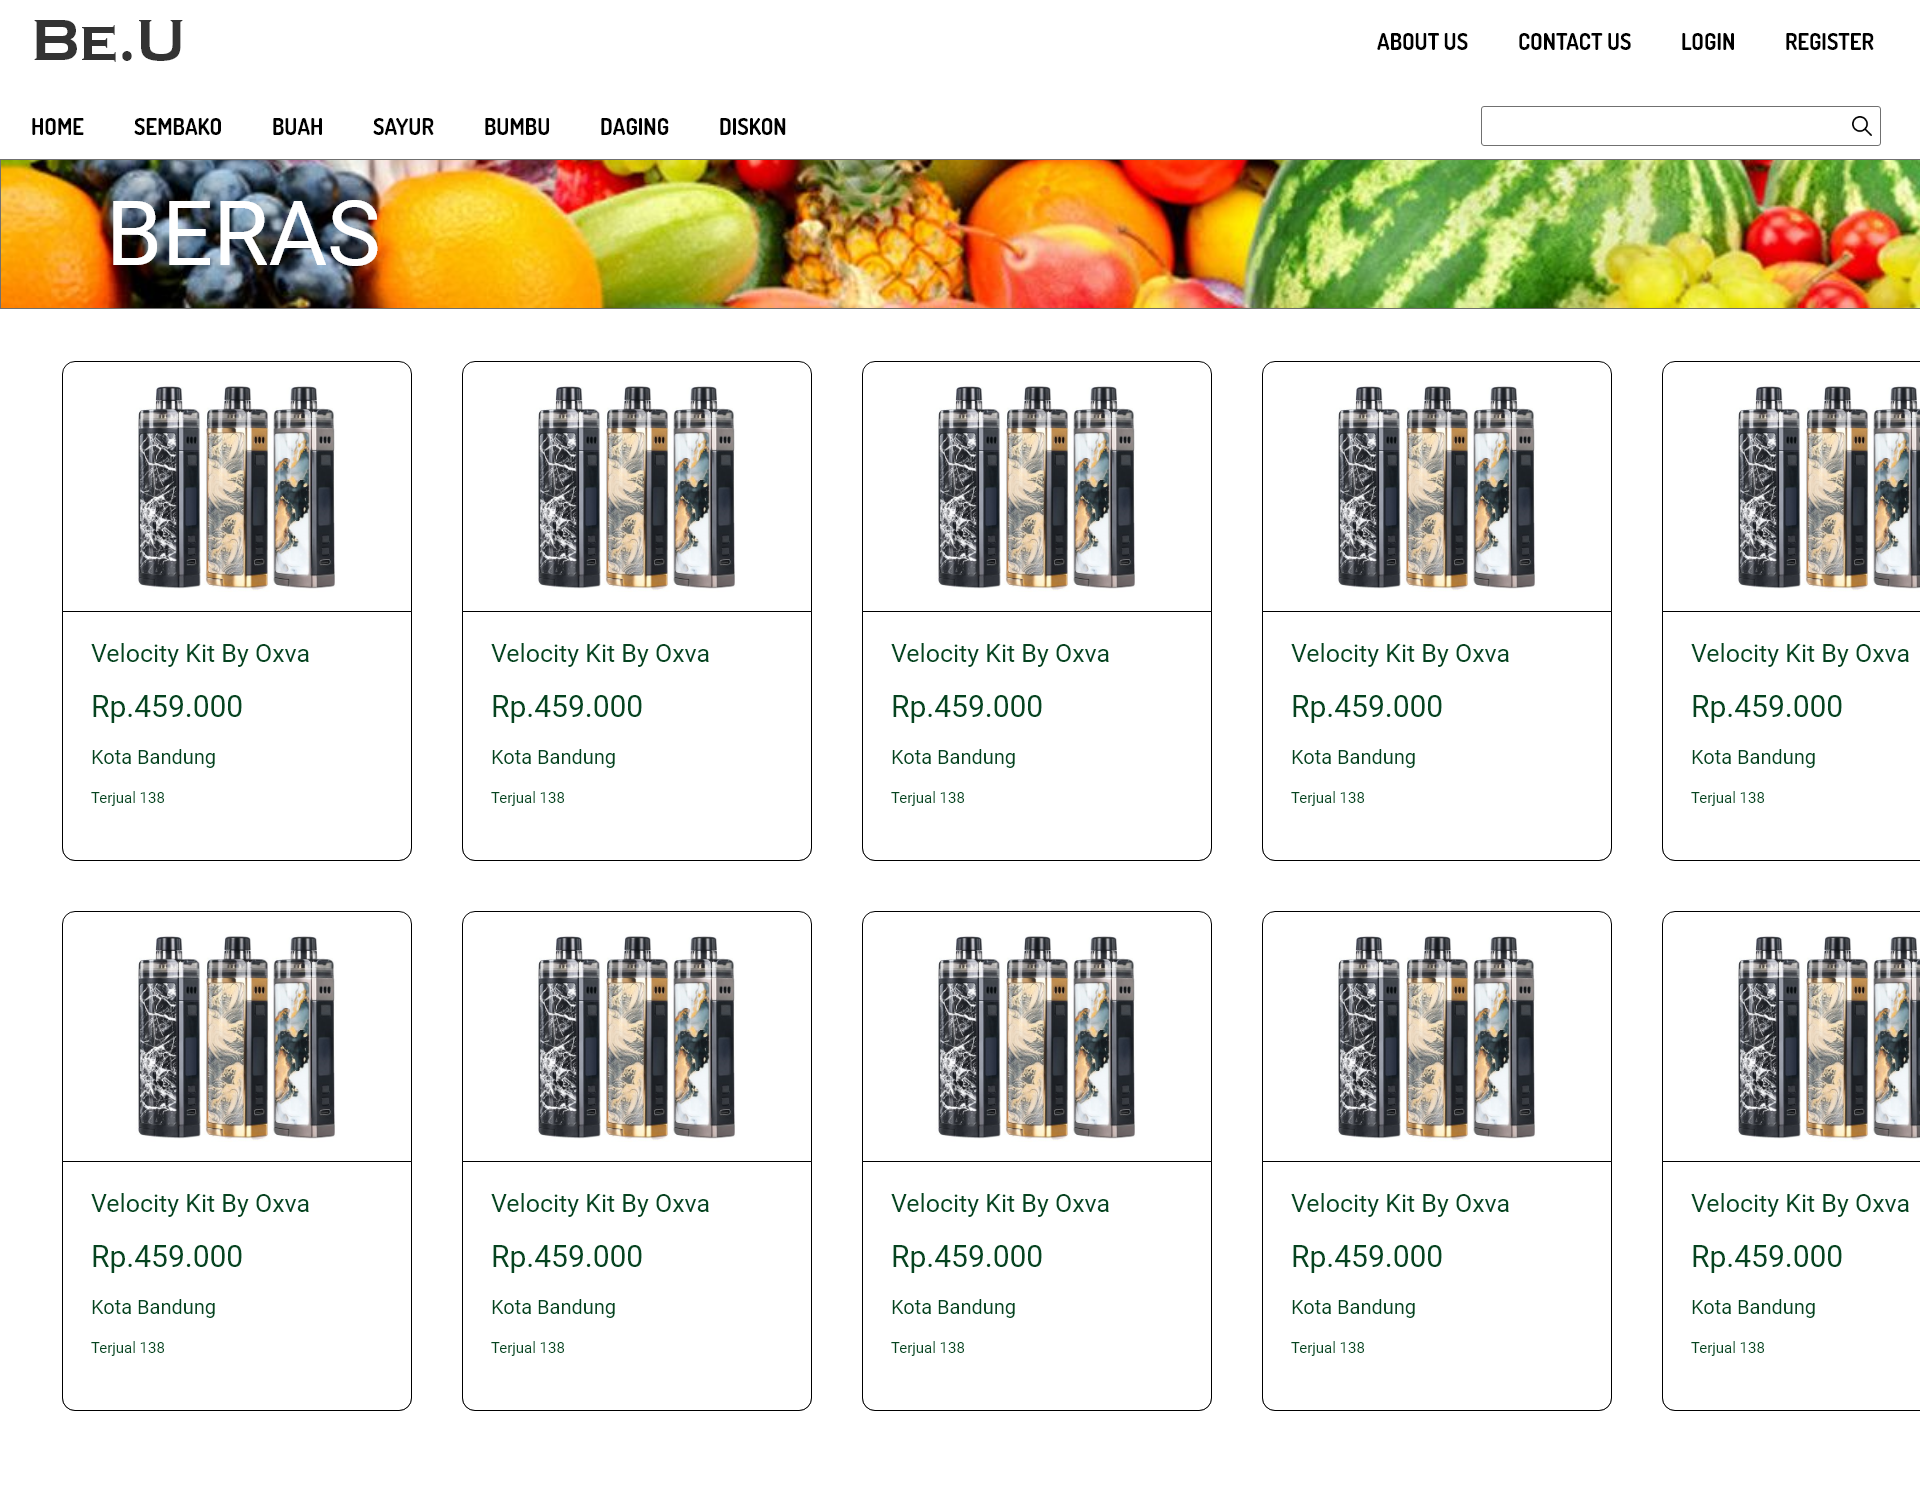 BE.U
ABOUT US CONTACT US LOGIN REGISTER
HOME SEMBAKO BUAH SAYUR BUMBU DAGING DISKON
BERAS
Velocity Kit By Oxva Velocity Kit By Oxva Velocity Kit By Oxva Velocity Kit By Oxva Velocity Kit By Oxva
Rp.459.000 Rp.459.000 Rp.459.000 Rp.459.000 Rp.459.000
Kota Bandung Kota Bandung Kota Bandung Kota Bandung Kota Bandung
Terjual 138 Terjual 138 Terjual 138 Terjual 138 Terjual 138
Velocity Kit By Oxva Velocity Kit By Oxva Velocity Kit By Oxva Velocity Kit By Oxva Velocity Kit By Oxva
Rp.459.000 Rp.459.000 Rp.459.000 Rp.459.000 Rp.459.000
Kota Bandung Kota Bandung Kota Bandung Kota Bandung Kota Bandung
Terjual 138 Terjual 138 Terjual 138 Terjual 138 Terjual 138